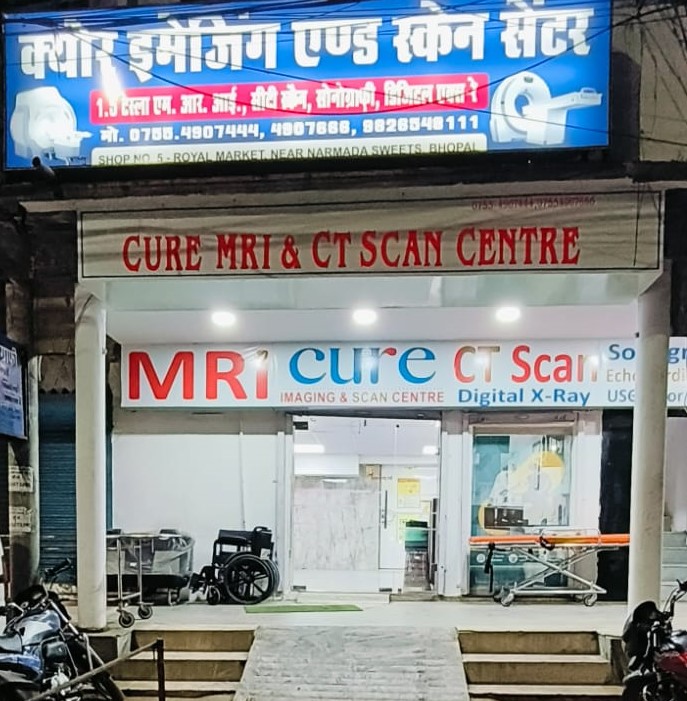 क्योर इमेजिंग एण्ड स्केन सेंटर
1.5 टेस्ला एम. आर. आई., सीटी स्केन, सोनोग्राफी, डिजिटल एक्स रे
मो. 0755.4907444, 4907666, 9826548111
SHOP NO. 5 - ROYAL MARKET, NEAR NARMADA SWEETS, BHOPAL
CURE MRI & CT SCAN CENTRE
MRI cure CT Scan
IMAGING & SCAN CENTRE Digital X-Ray